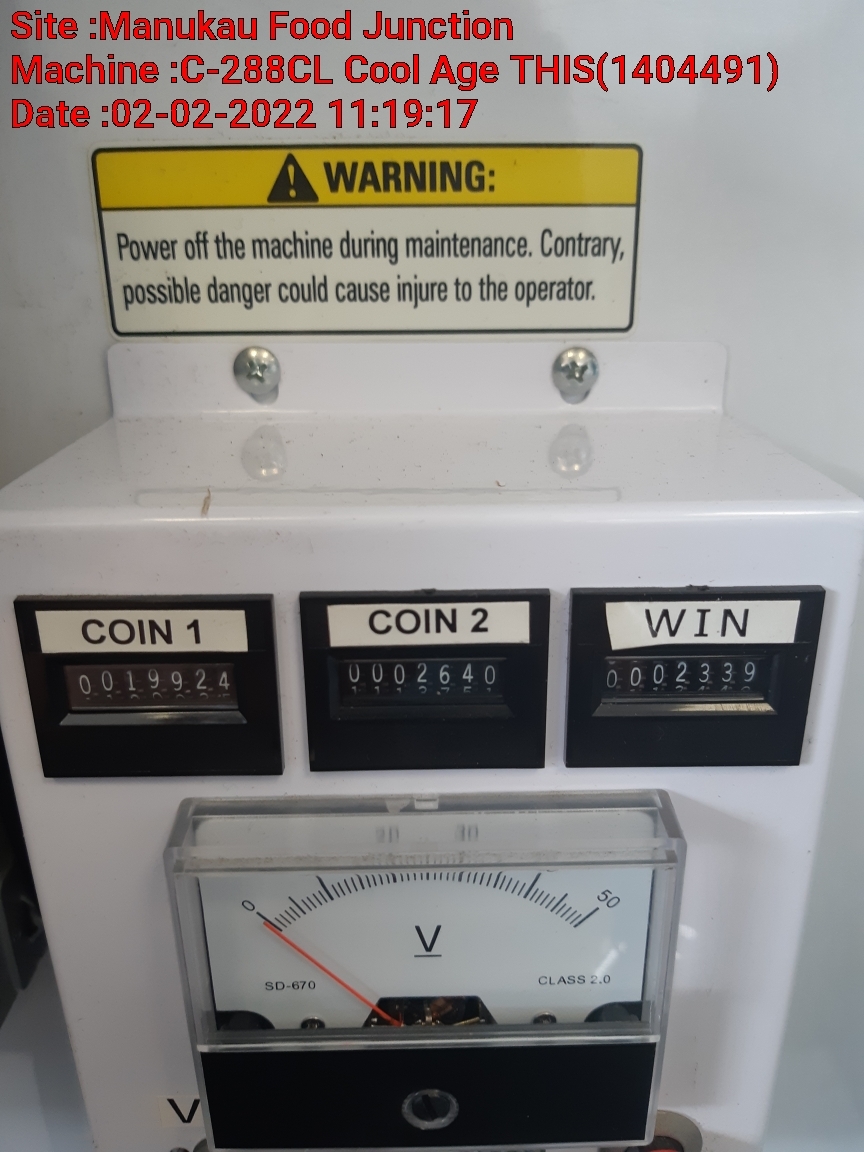 Site :Manukau Food Junction
Machine :C-288CL Cool Age THIS(1404491)
Date :02-02-2022 11:19:17
WARNING:
Power off the machine during maintenance. Contrary,
possible danger could cause injure to the operator.
COIN 1
COIN 2
WIN
0019924
0002640
0002339
0
50
V
SD-670
CLASS 2.0
V